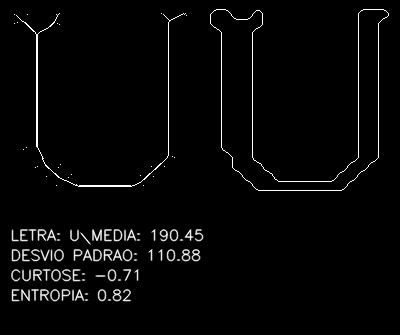 U U
LETRA: U\MEDIA: 190.45
DESVIO PADRAO: 110.88
CURTOSE: -0.71
ENTROPIA: 0.82